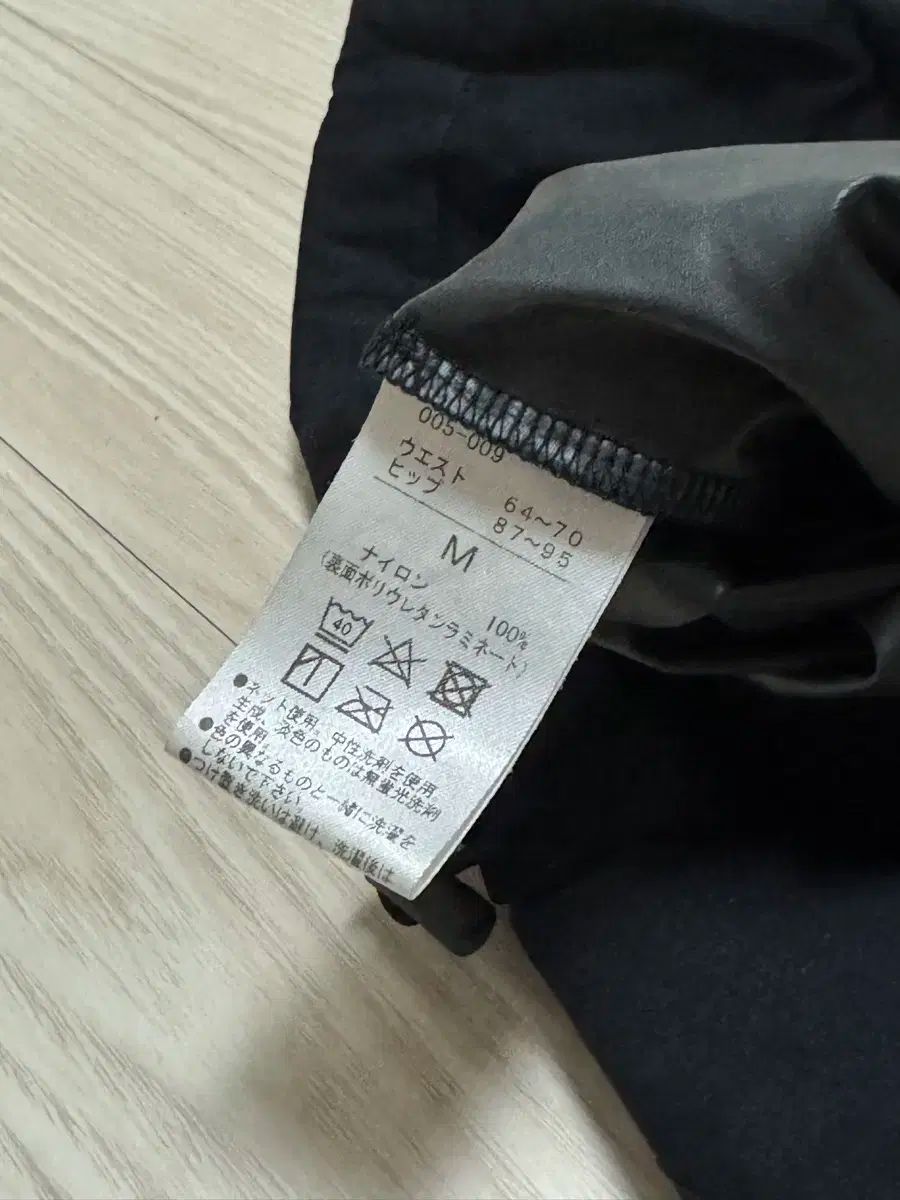 005-009
ウエスト 64~70
ヒップ 87~95
M
ナイロン 100%
(裏面ポリウレタンラミネート)
40
●ネット使用。中性洗剤を使用
生成、淡色のものは無蛍光洗剤
を使用。
●色の異なるものと一緒に洗濯を
しないで下さい。
●つけ置き洗いは避け、洗濯後は